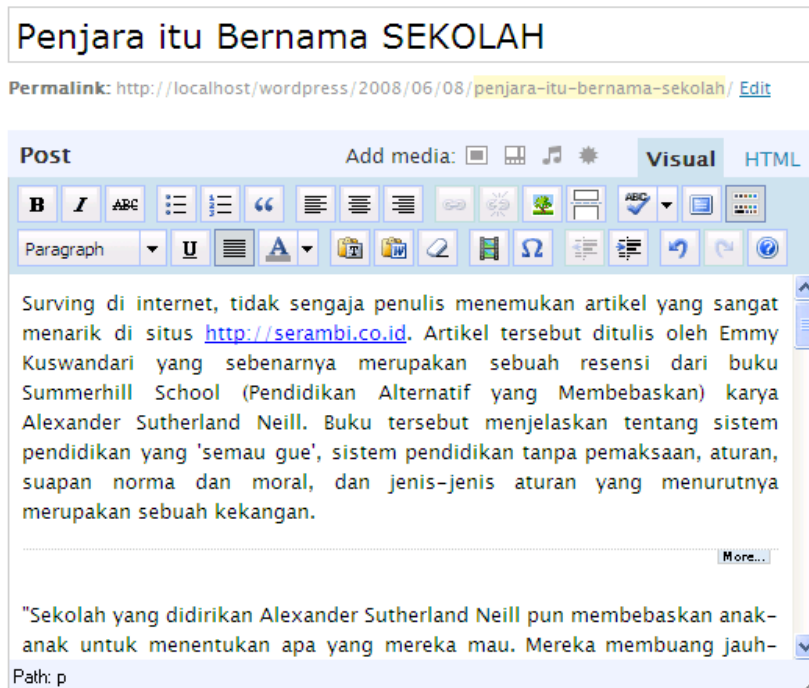 Penjara itu Bernama SEKOLAH
Permalink: http://localhost/wordpress/2008/06/08/penjara-itu-bernama-sekolah/ Edit
Post Add media: Visual HTML
B I ABC ABC
Paragraph U A T W Ω
Surving di internet, tidak sengaja penulis menemukan artikel yang sangat
menarik di situs http://serambi.co.id. Artikel tersebut ditulis oleh Emmy
Kuswandari yang sebenarnya merupakan sebuah resensi dari buku
Summerhill School (Pendidikan Alternatif yang Membebaskan) karya
Alexander Sutherland Neill. Buku tersebut menjelaskan tentang sistem
pendidikan yang 'semau gue', sistem pendidikan tanpa pemaksaan, aturan,
suapan norma dan moral, dan jenis-jenis aturan yang menurutnya
merupakan sebuah kekangan.
More...
"Sekolah yang didirikan Alexander Sutherland Neill pun membebaskan anak-
anak untuk menentukan apa yang mereka mau. Mereka membuang jauh-
Path: p